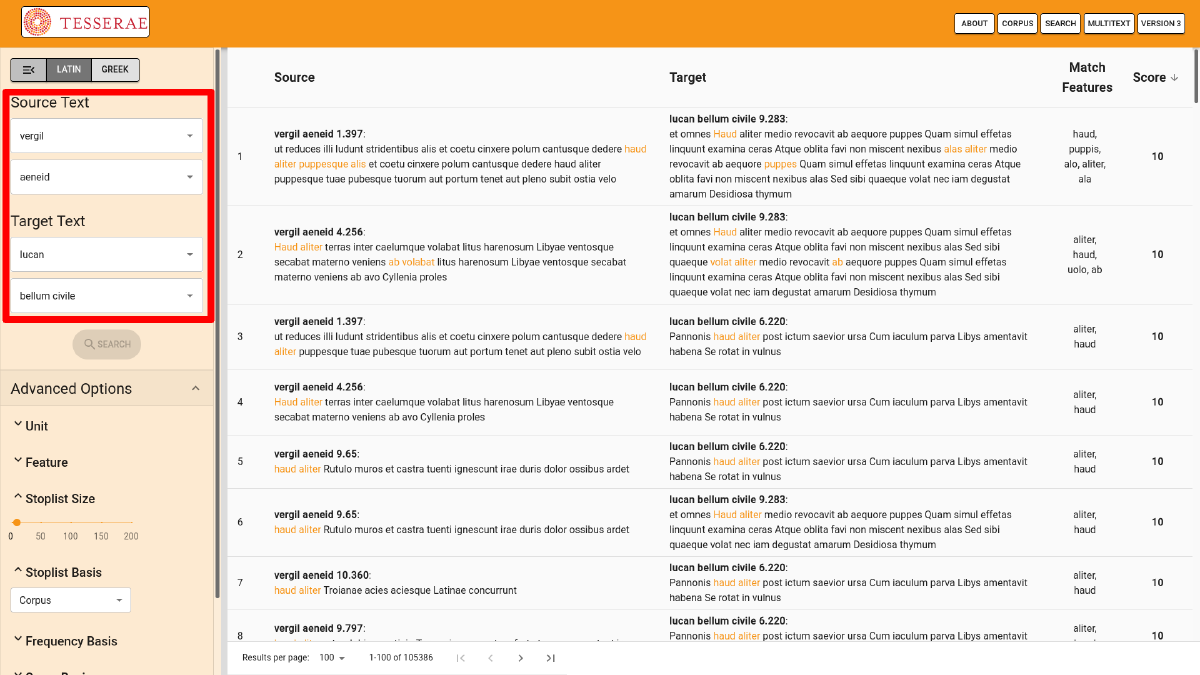 TESSERAE
ABOUT
CORPUS
SEARCH
MULTITEXT
VERSION 3
LATIN
GREEK
Source Text
vergil
aeneid
Target Text
lucan
bellum civile
SEARCH
Advanced Options
Unit
Feature
Stoplist Size
0 50 100 150 200
Stoplist Basis
Corpus
Frequency Basis
Source
Target
Match Features
Score
1
vergil aeneid 1.397:
ut reduces illi ludunt stridentibus alis et coetu cinxere polum cantusque dedere haud
aliter puppesque alis et coetu cinxere polum cantusque dedere haud aliter
puppesque tuae pubesque tuorum aut portum tenet aut pleno subit ostia velo
lucan bellum civile 9.283:
et omnes Haud aliter medio revocavit ab aequore puppes Quam simul effetas
linquunt examina ceras Atque oblita favi non miscent nexibus alas aliter medio
revocavit ab aequore puppes Quam simul effetas linquunt examina ceras Atque
oblita favi non miscent nexibus alas Sed sibi quaeque volat nec iam degustat
amarum Desidiosa thymum
haud,
puppis,
alo, aliter,
ala
10
2
vergil aeneid 4.256:
Haud aliter terras inter caelumque volabat litus harenosum Libyae ventosque
secabat materno veniens ab volabat litus harenosum Libyae ventosque secabat
materno veniens ab avo Cyllenia proles
lucan bellum civile 9.283:
et omnes Haud aliter medio revocavit ab aequore puppes Quam simul effetas
linquunt examina ceras Atque oblita favi non miscent nexibus alas Sed sibi
quaeque volat aliter medio revocavit ab aequore puppes Quam simul effetas
linquunt examina ceras Atque oblita favi non miscent nexibus alas Sed sibi
quaeque volat nec iam degustat amarum Desidiosa thymum
aliter,
haud,
uolo, ab
10
3
vergil aeneid 1.397:
ut reduces illi ludunt stridentibus alis et coetu cinxere polum cantusque dedere haud
aliter puppesque tuae pubesque tuorum aut portum tenet aut pleno subit ostia velo
lucan bellum civile 6.220:
Pannonis haud aliter post ictum saevior ursa Cum iaculum parva Libys amentavit
habena Se rotat in vulnus
aliter,
haud
10
4
vergil aeneid 4.256:
Haud aliter terras inter caelumque volabat litus harenosum Libyae ventosque
secabat materno veniens ab avo Cyllenia proles
lucan bellum civile 6.220:
Pannonis haud aliter post ictum saevior ursa Cum iaculum parva Libys amentavit
habena Se rotat in vulnus
aliter,
haud
10
5
vergil aeneid 9.65:
haud aliter Rutulo muros et castra tuenti ignescunt irae duris dolor ossibus ardet
lucan bellum civile 6.220:
Pannonis haud aliter post ictum saevior ursa Cum iaculum parva Libys amentavit
habena Se rotat in vulnus
aliter,
haud
10
6
vergil aeneid 9.65:
haud aliter Rutulo muros et castra tuenti ignescunt irae duris dolor ossibus ardet
lucan bellum civile 9.283:
et omnes Haud aliter medio revocavit ab aequore puppes Quam simul effetas
linquunt examina ceras Atque oblita favi non miscent nexibus alas Sed sibi
quaeque volat nec iam degustat amarum Desidiosa thymum
aliter,
haud
10
7
vergil aeneid 10.360:
haud aliter Troianae acies aciesque Latinae concurrunt
lucan bellum civile 6.220:
Pannonis haud aliter post ictum saevior ursa Cum iaculum parva Libys amentavit
habena Se rotat in vulnus
aliter,
haud
10
8
vergil aeneid 9.797:
lucan bellum civile 6.220:
Pannonis haud aliter post ictum saevior ursa Cum iaculum parva Libys amentavit
aliter,
10
Results per page: 100 1-100 of 105386